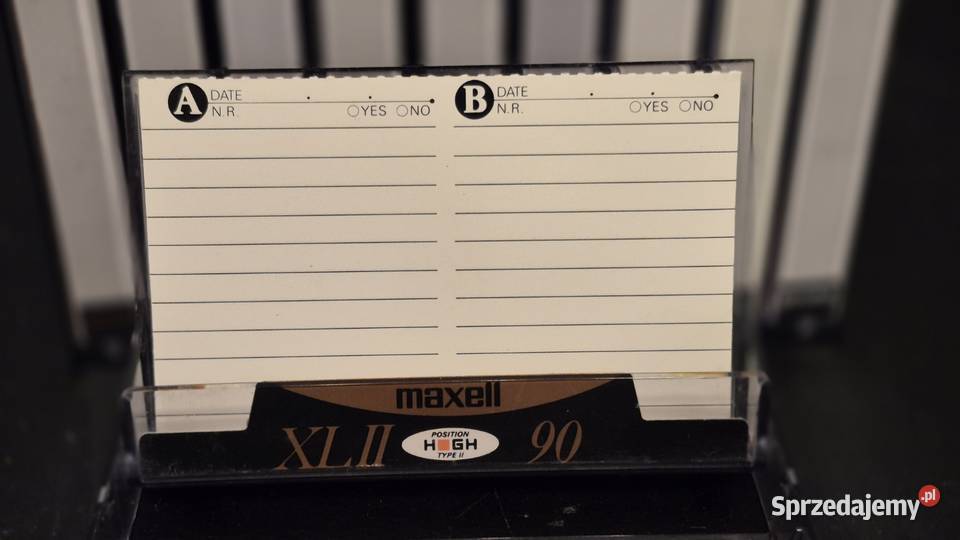 A DATE
N.R. YES NO
B DATE
N.R. YES NO
maxell
XLII POSITION HIGH TYPE II 90
Sprzedajemy.pl